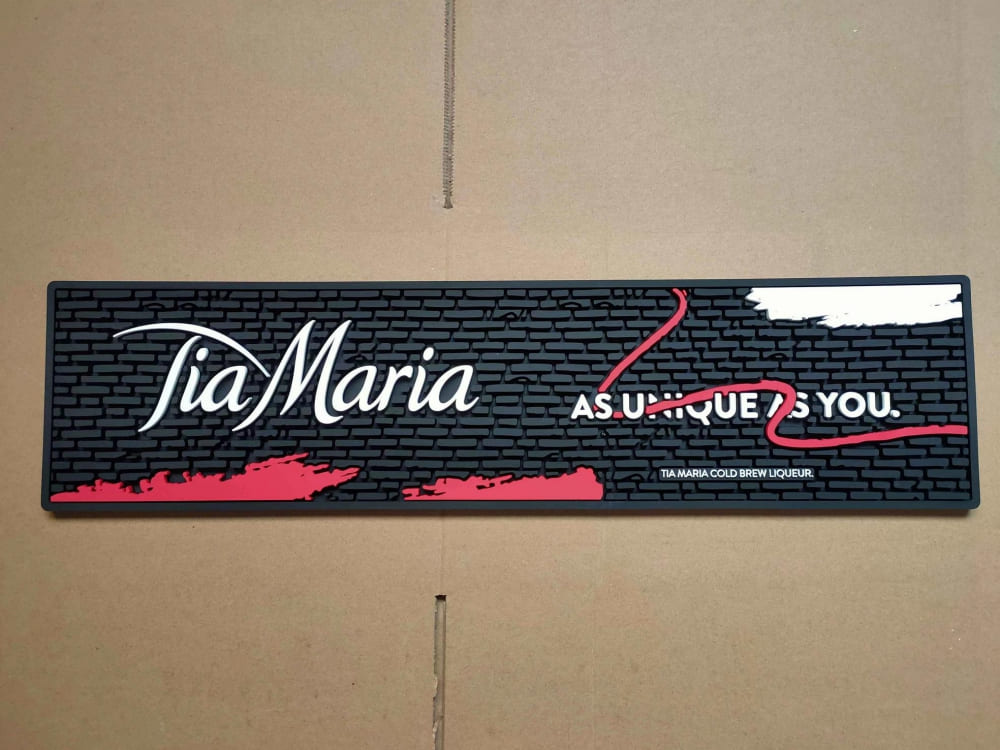 Tia Maria
AS UNIQUE AS YOU.
TIA MARIA COLD BREW LIQUEUR.